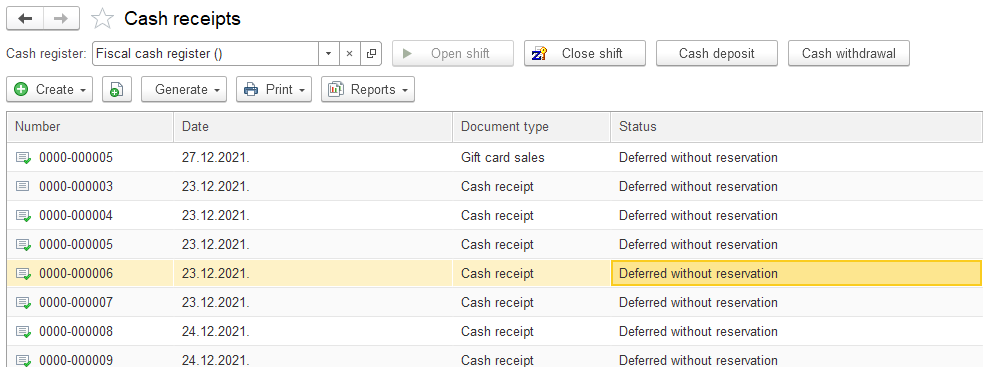 Cash receipts
Cash register: Fiscal cash register () Open shift Close shift Cash deposit Cash withdrawal
Create Generate Print Reports
Number Date Document type Status
0000-000005 27.12.2021. Gift card sales Deferred without reservation
0000-000003 23.12.2021. Cash receipt Deferred without reservation
0000-000004 23.12.2021. Cash receipt Deferred without reservation
0000-000005 23.12.2021. Cash receipt Deferred without reservation
0000-000006 23.12.2021. Cash receipt Deferred without reservation
0000-000007 23.12.2021. Cash receipt Deferred without reservation
0000-000008 24.12.2021. Cash receipt Deferred without reservation
0000-000009 24.12.2021. Cash receipt Deferred without reservation